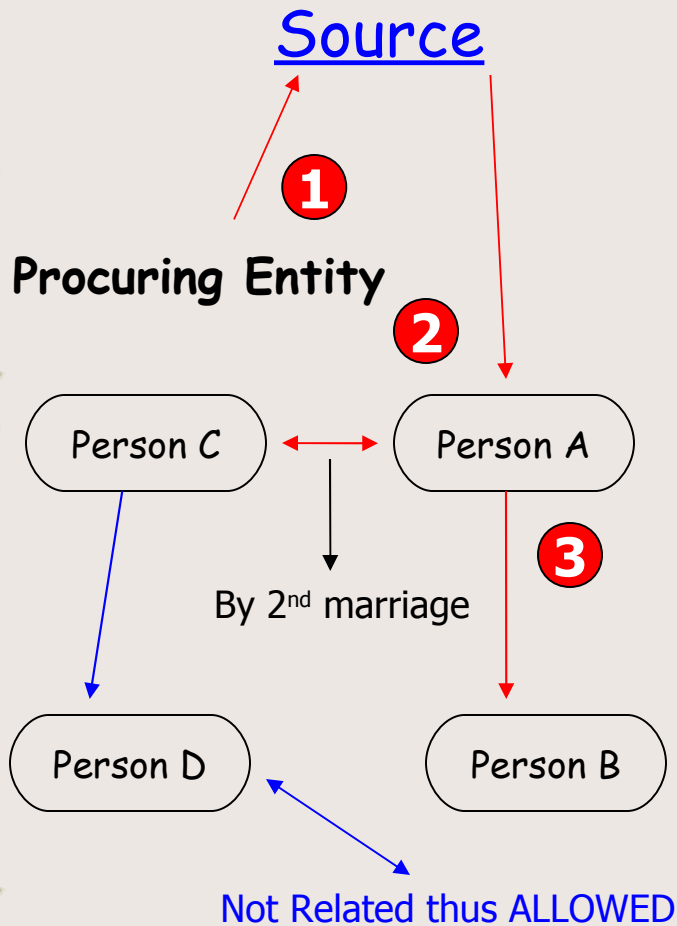 Source
1
Procuring Entity
2
Person C
Person A
3
By 2nd marriage
Person D
Person B
Not Related thus ALLOWED